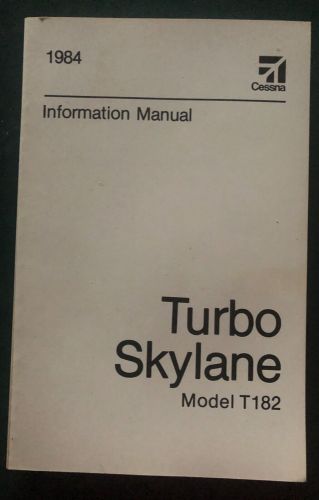 1984
Cessna
Information Manual
Turbo
Skylane
Model T182